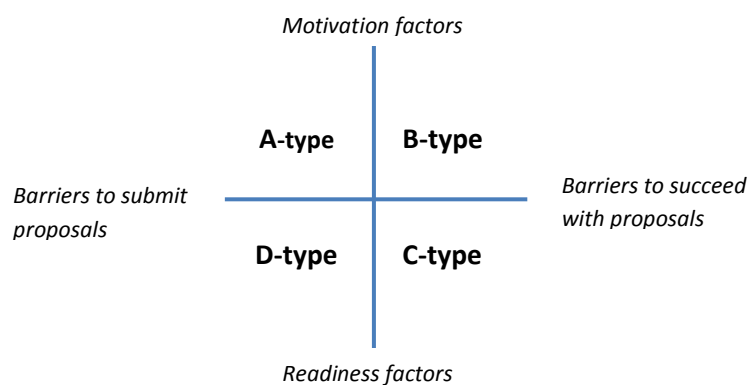 Motivation factors
A-type
B-type
Barriers to submit
proposals
Barriers to succeed
with proposals
D-type
C-type
Readiness factors